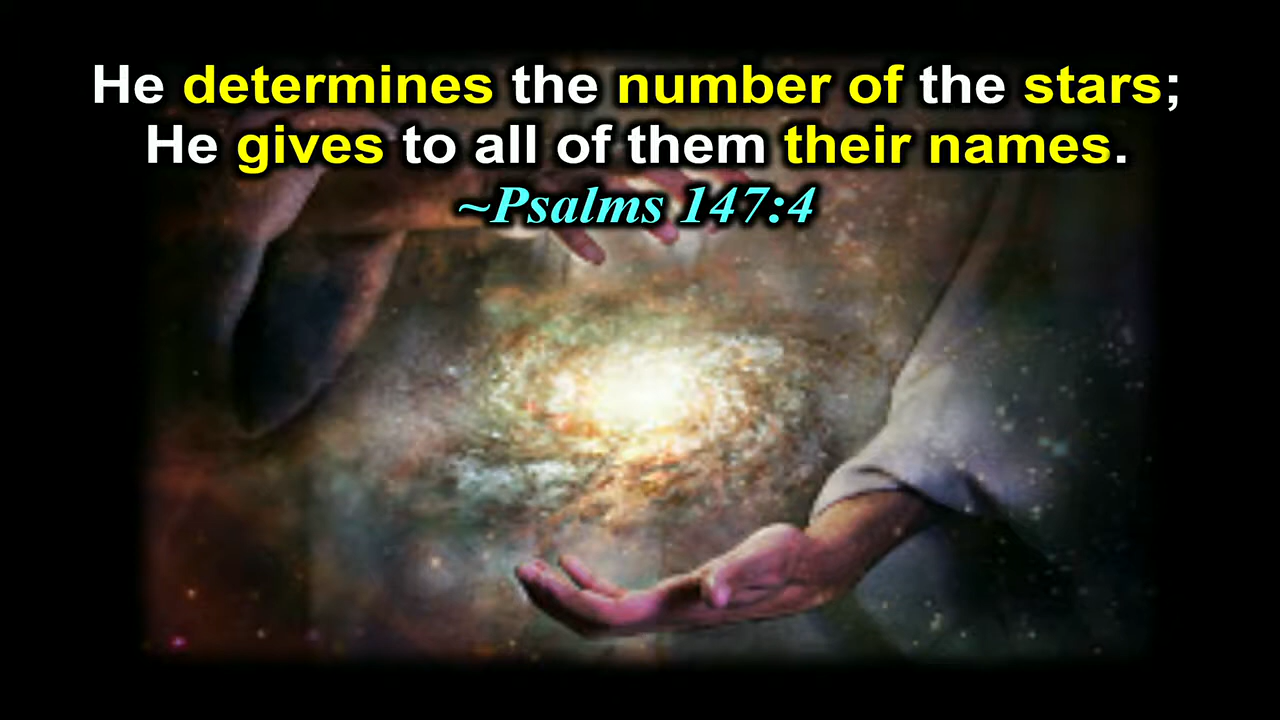 He determines the number of the stars;
He gives to all of them their names.
~Psalms 147:4